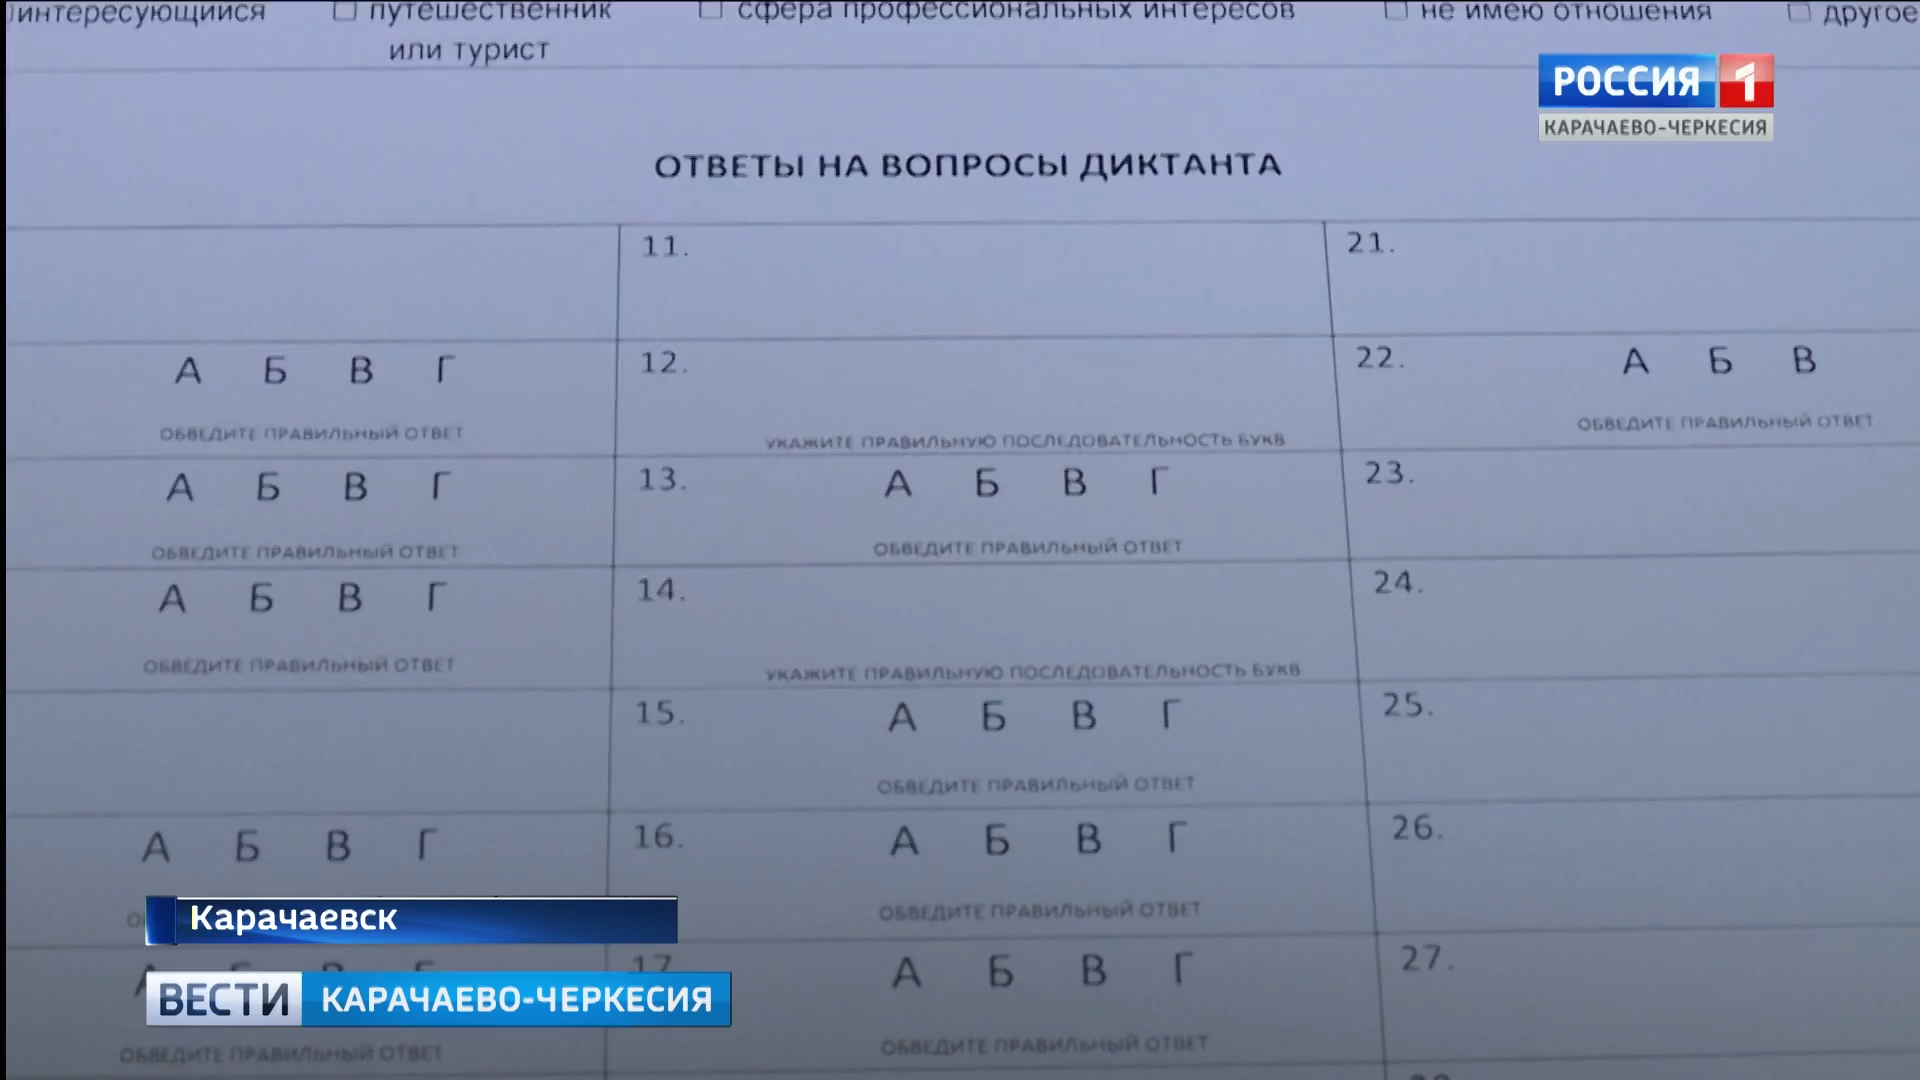 интересующийся □ путешественник □ сфера профессиональных интересов □ не имею отношения □ другое
или турист
РОССИЯ 1
КАРАЧАЕВО-ЧЕРКЕСИЯ
ОТВЕТЫ НА ВОПРОСЫ ДИКТАНТА
11. 21.
А Б В Г 12. 22. А Б В
ОБВЕДИТЕ ПРАВИЛЬНЫЙ ОТВЕТ УКАЖИТЕ ПРАВИЛЬНУЮ ПОСЛЕДОВАТЕЛЬНОСТЬ БУКВ ОБВЕДИТЕ ПРАВИЛЬНЫЙ ОТВЕТ
А Б В Г 13. А Б В Г 23.
ОБВЕДИТЕ ПРАВИЛЬНЫЙ ОТВЕТ ОБВЕДИТЕ ПРАВИЛЬНЫЙ ОТВЕТ
А Б В Г 14. 24.
ОБВЕДИТЕ ПРАВИЛЬНЫЙ ОТВЕТ УКАЖИТЕ ПРАВИЛЬНУЮ ПОСЛЕДОВАТЕЛЬНОСТЬ БУКВ
15. А Б В Г 25.
ОБВЕДИТЕ ПРАВИЛЬНЫЙ ОТВЕТ
А Б В Г 16. А Б В Г 26.
ОБВЕДИТЕ ПРАВИЛЬНЫЙ ОТВЕТ
Карачаевск
17 А Б В Г 27.
ВЕСТИ КАРАЧАЕВО-ЧЕРКЕСИЯ
ОБВЕДИТЕ ПРАВИЛЬНЫЙ ОТВЕТ ОБВЕДИТЕ ПРАВИЛЬНЫЙ ОТВЕТ